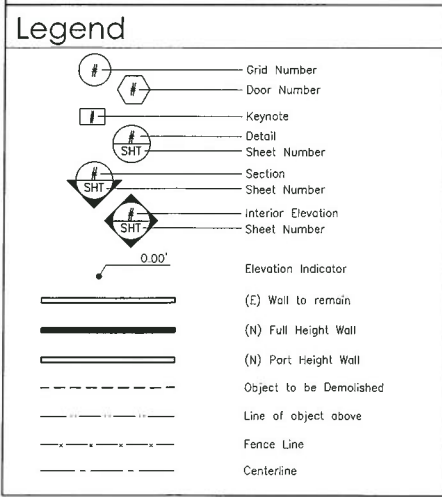 Legend
# Grid Number
# Door Number
# Keynote
# Detail
SHT Sheet Number
# Section
SHT Sheet Number
# Interior Elevation
SHT Sheet Number
0.00' Elevation Indicator
(E) Wall to remain
(N) Full Height Wall
(N) Part Height Wall
Object to be Demolished
Line of object above
Fence Line
Centerline